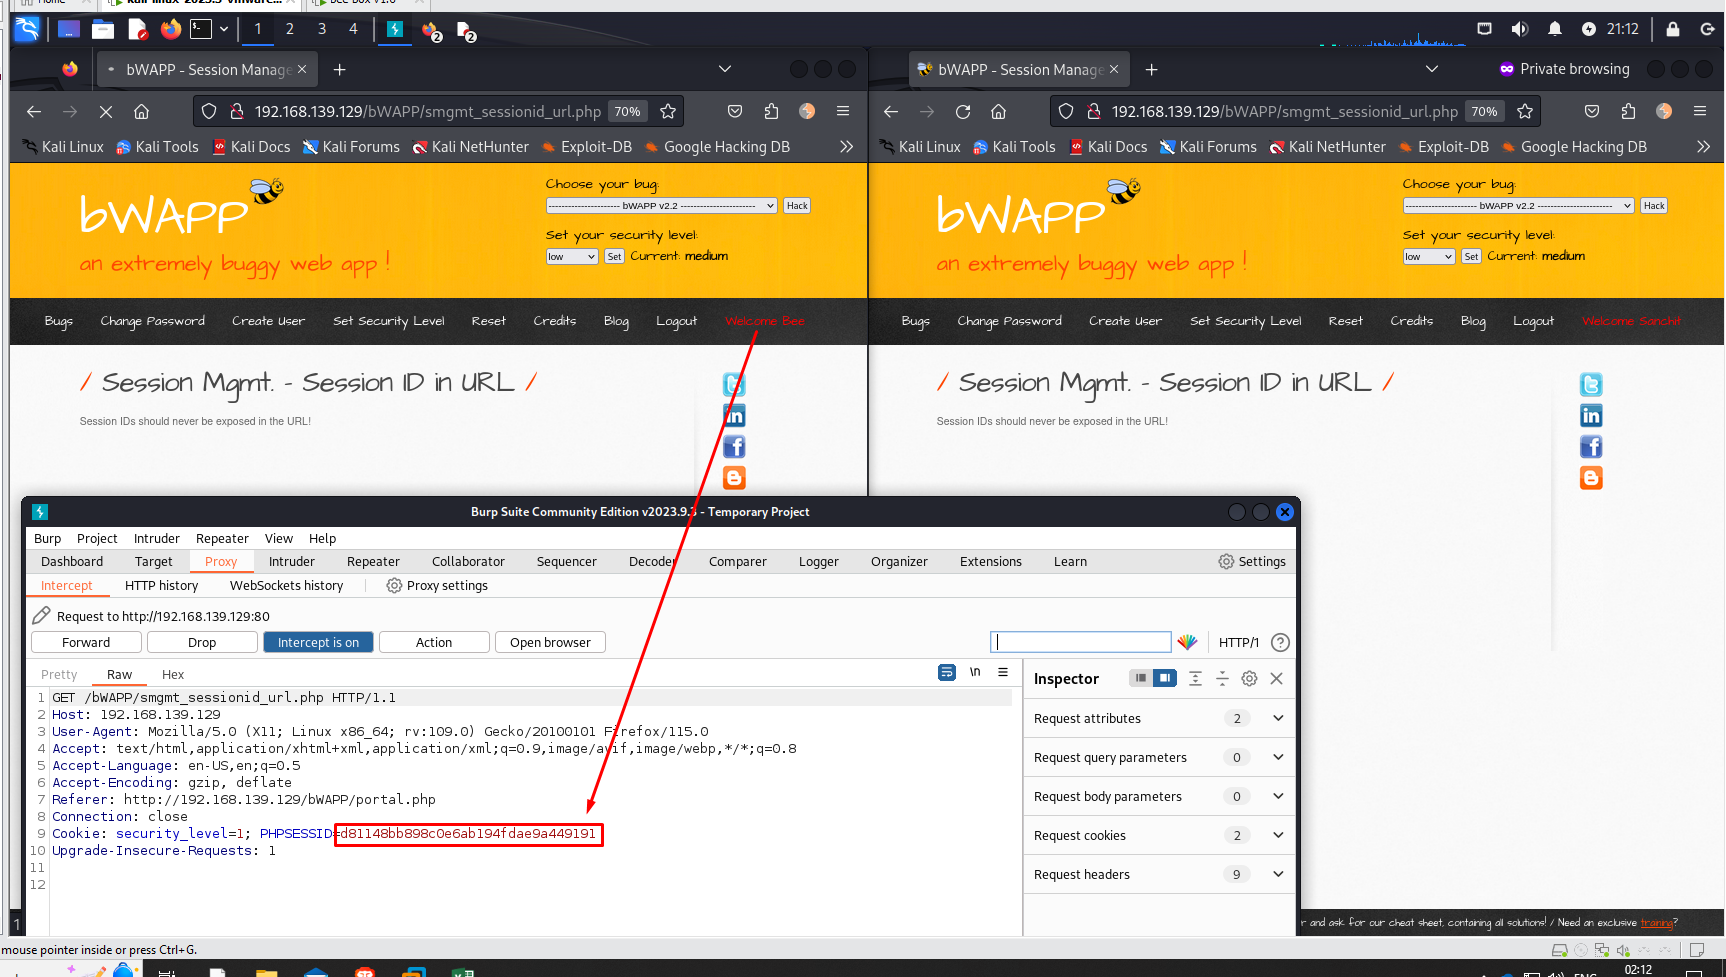 Home
kali-linux-2023.3-vmware...
bee-box v1.6
1 2 3 4
2
2
21:12
bWAPP - Session Manage
192.168.139.129/bWAPP/smgmt_sessionid_url.php 70%
Kali Linux Kali Tools Kali Docs Kali Forums Kali NetHunter Exploit-DB Google Hacking DB
bWAPP
an extremely buggy web app !
Choose your bug:
---------------------- bWAPP v2.2 ----------------------- Hack
Set your security level:
low Set Current: medium
Bugs Change Password Create User Set Security Level Reset Credits Blog Logout Welcome Bee
/ Session Mgmt. - Session ID in URL /
Session IDs should never be exposed in the URL!
bWAPP - Session Manage
Private browsing
192.168.139.129/bWAPP/smgmt_sessionid_url.php 70%
Kali Linux Kali Tools Kali Docs Kali Forums Kali NetHunter Exploit-DB Google Hacking DB
bWAPP
an extremely buggy web app !
Choose your bug:
---------------------- bWAPP v2.2 ----------------------- Hack
Set your security level:
low Set Current: medium
Bugs Change Password Create User Set Security Level Reset Credits Blog Logout Welcome Sanchit
/ Session Mgmt. - Session ID in URL /
Session IDs should never be exposed in the URL!
Burp Suite Community Edition v2023.9.3 - Temporary Project
Burp Project Intruder Repeater View Help
Dashboard Target Proxy Intruder Repeater Collaborator Sequencer Decoder Comparer Logger Organizer Extensions Learn Settings
Intercept HTTP history WebSockets history Proxy settings
Request to http://192.168.139.129:80
Forward Drop Intercept is on Action Open browser HTTP/1
Pretty Raw Hex \n
1 GET /bWAPP/smgmt_sessionid_url.php HTTP/1.1
2 Host: 192.168.139.129
3 User-Agent: Mozilla/5.0 (X11; Linux x86_64; rv:109.0) Gecko/20100101 Firefox/115.0
4 Accept: text/html,application/xhtml+xml,application/xml;q=0.9,image/avif,image/webp,*/*;q=0.8
5 Accept-Language: en-US,en;q=0.5
6 Accept-Encoding: gzip, deflate
7 Referer: http://192.168.139.129/bWAPP/portal.php
8 Connection: close
9 Cookie: security_level=1; PHPSESSID=d81148bb898c0e6ab194fdae9a449191
10 Upgrade-Insecure-Requests: 1
11
12
Inspector
Request attributes 2
Request query parameters 0
Request body parameters 0
Request cookies 2
Request headers 9
r and ask for our cheat sheet, containing all solutions! / Need an exclusive training?
mouse pointer inside or press Ctrl+G.
ENG
02:12